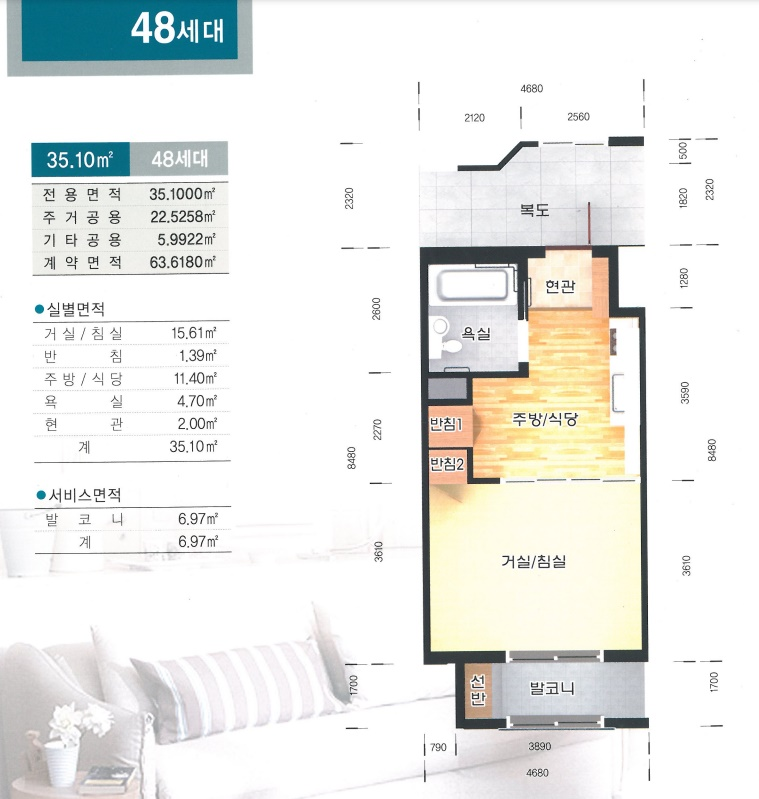 48세대
35.10㎡ 48세대
전용면적 35.1000㎡
주거공용 22.5258㎡
기타공용 5.9922㎡
계약면적 63.6180㎡
●실별면적
거실/침실 15.61㎡
반침 1.39㎡
주방/식당 11.40㎡
욕실 4.70㎡
현관 2.00㎡
계 35.10㎡
●서비스면적
발코니 6.97㎡
계 6.97㎡
4680
2120 2560
500
2320 1820 2320
복도
1280
현관
2600
욕실
3590
반침1 주방/식당
2270
8480 8480
반침2
3610 거실/침실 3610
1700 선반 발코니 1700
790 3890
4680